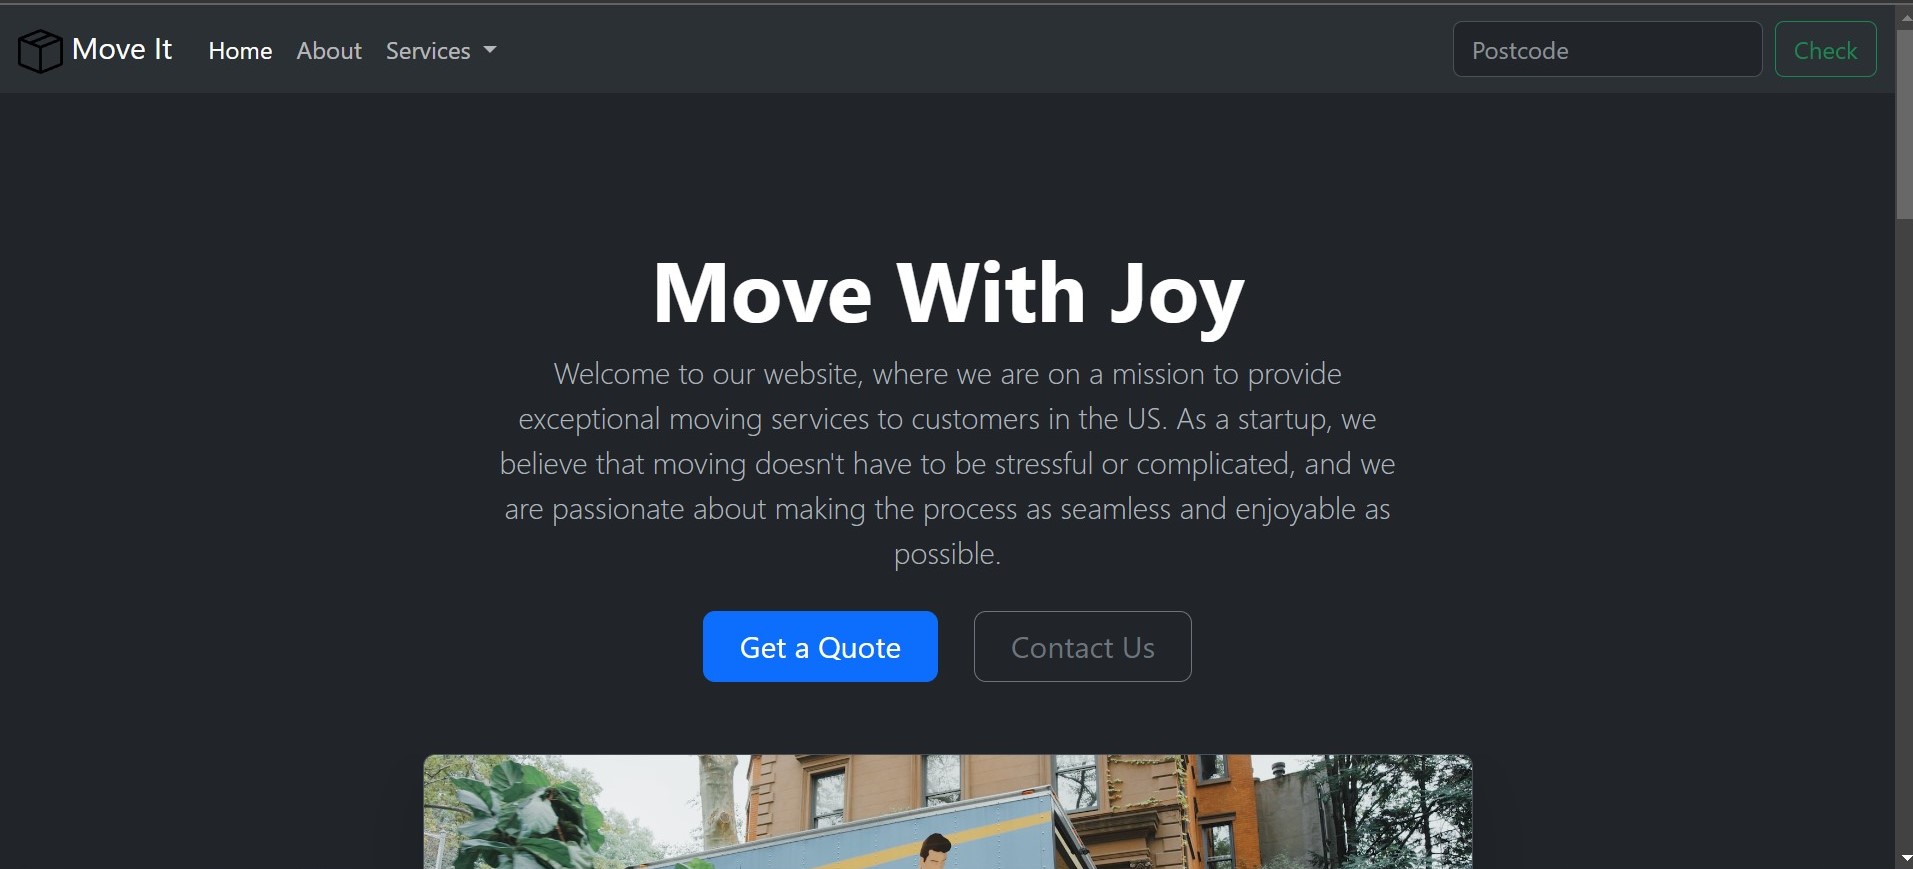 Move It
Home
About
Services
Postcode
Check
Move With Joy
Welcome to our website, where we are on a mission to provide
exceptional moving services to customers in the US. As a startup, we
believe that moving doesn't have to be stressful or complicated, and we
are passionate about making the process as seamless and enjoyable as
possible.
Get a Quote
Contact Us